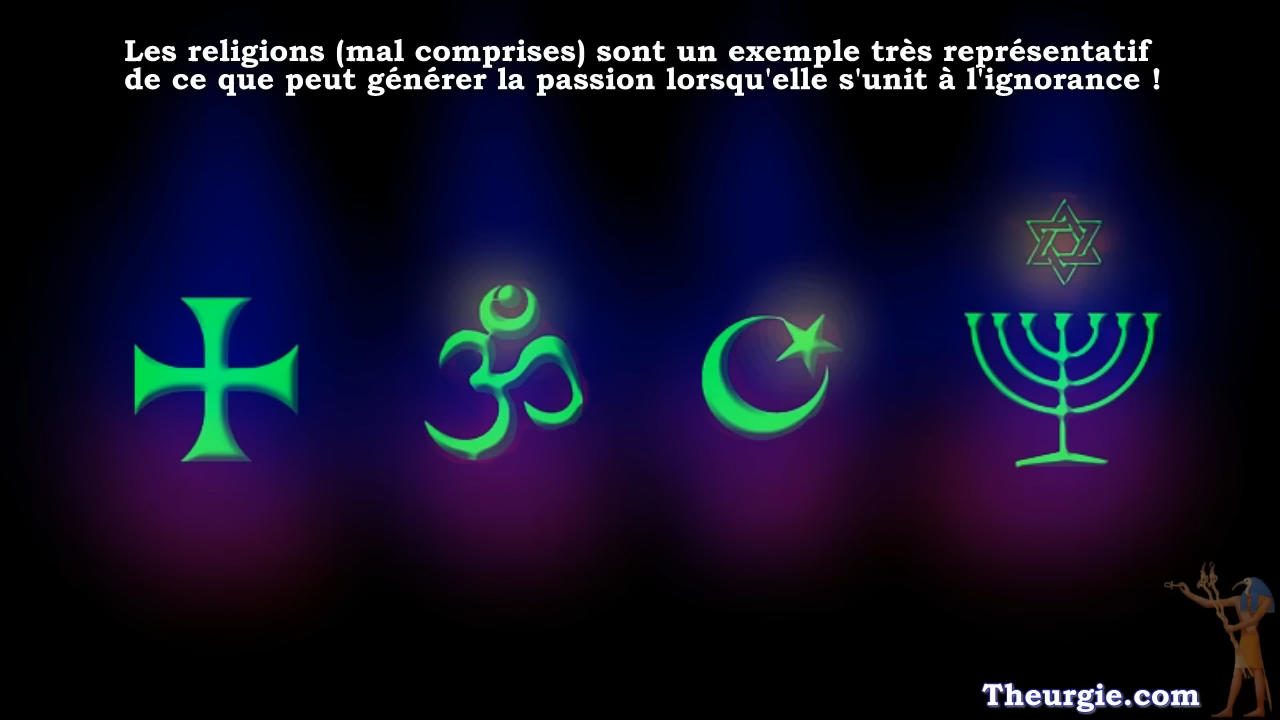 Les religions (mal comprises) sont un exemple très représentatif
de ce que peut générer la passion lorsqu'elle s'unit à l'ignorance !
Theurgie.com